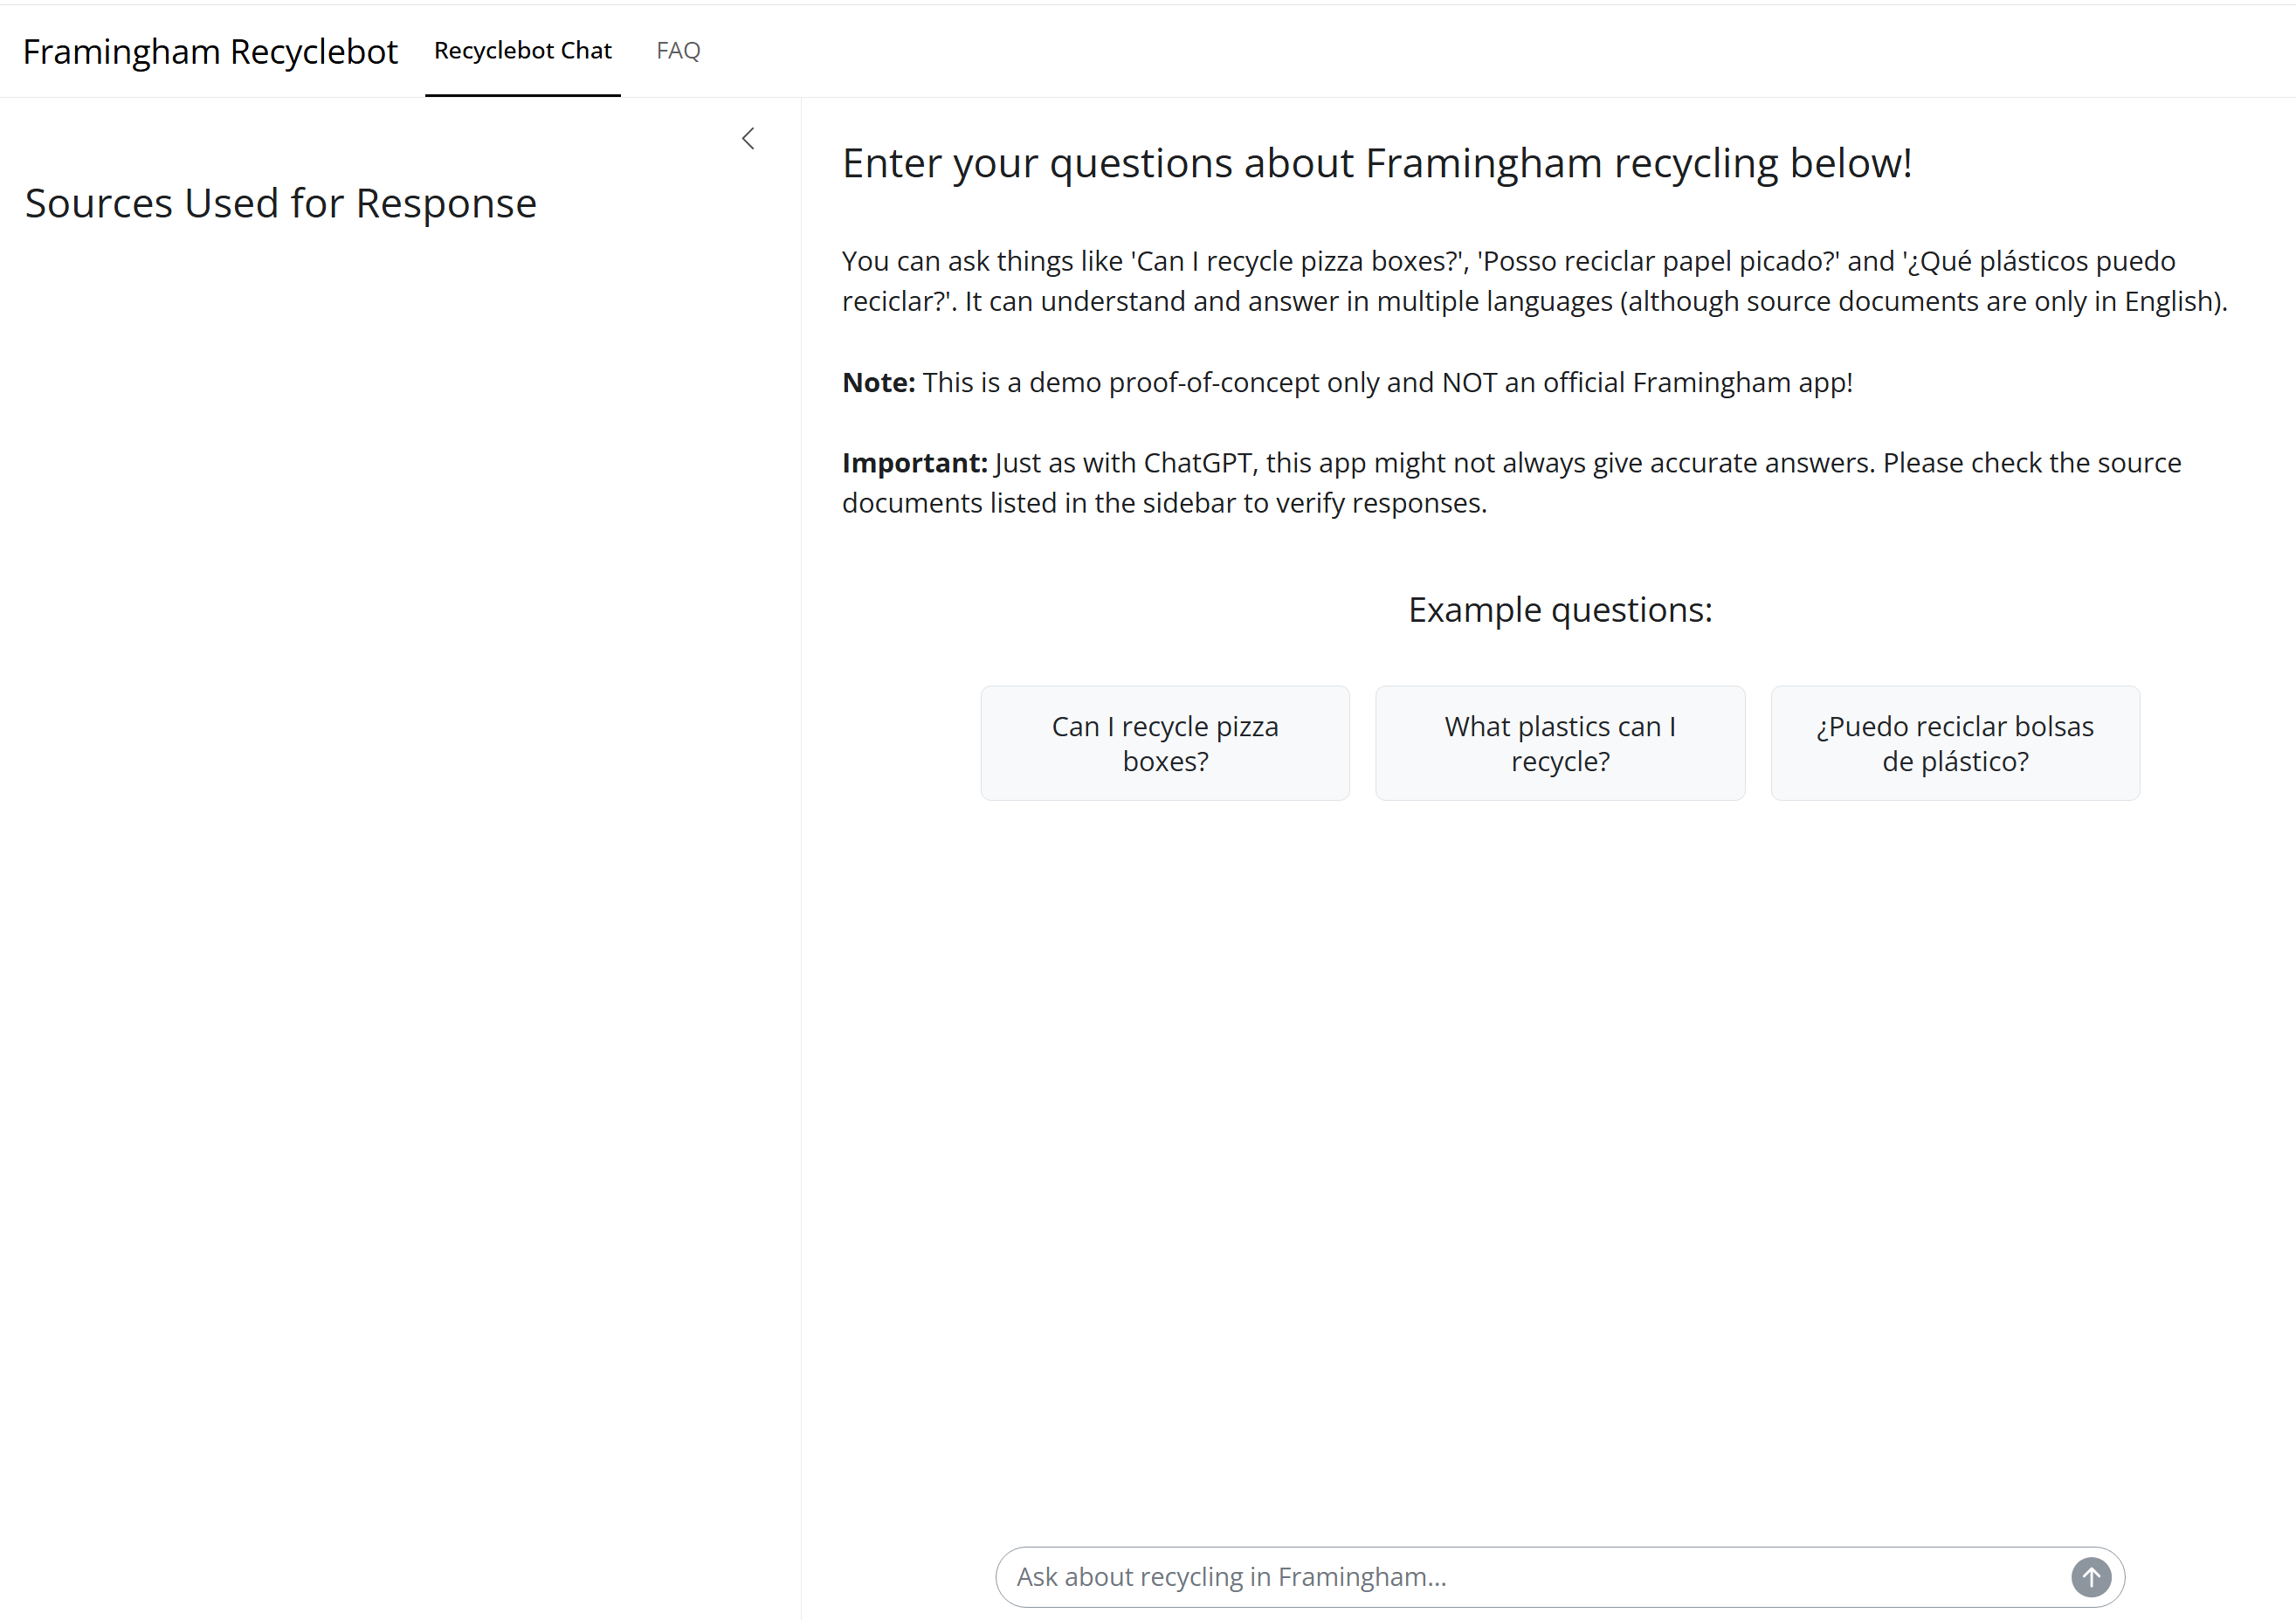 Framingham Recyclebot
Recyclebot Chat
FAQ
Sources Used for Response
Enter your questions about Framingham recycling below!
You can ask things like 'Can I recycle pizza boxes?', 'Posso reciclar papel picado?' and '¿Qué plásticos puedo
reciclar?'. It can understand and answer in multiple languages (although source documents are only in English).
Note: This is a demo proof-of-concept only and NOT an official Framingham app!
Important: Just as with ChatGPT, this app might not always give accurate answers. Please check the source
documents listed in the sidebar to verify responses.
Example questions:
Can I recycle pizza
boxes?
What plastics can I
recycle?
¿Puedo reciclar bolsas
de plástico?
Ask about recycling in Framingham...